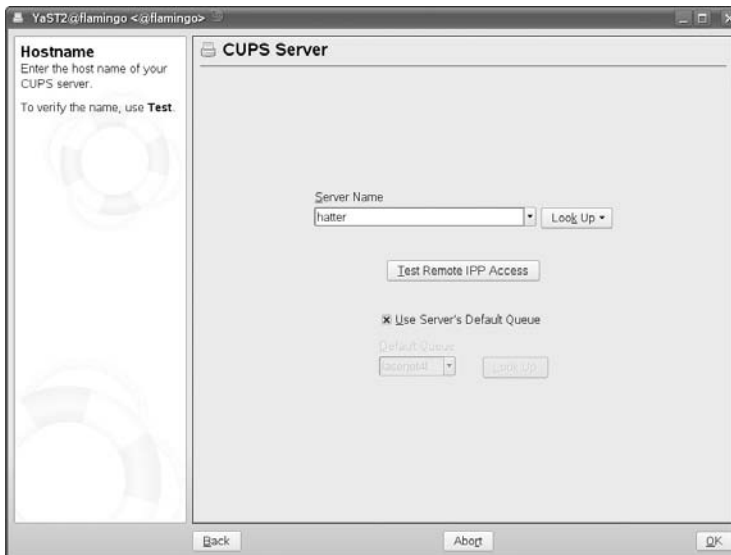 YaST2@flamingo <@flamingo>
Hostname
Enter the host name of your
CUPS server.
To verify the name, use Test.
CUPS Server
Server Name
hatter
Look Up
Test Remote IPP Access
Use Server's Default Queue
Default Queue
Look Up
Back
Abort
OK